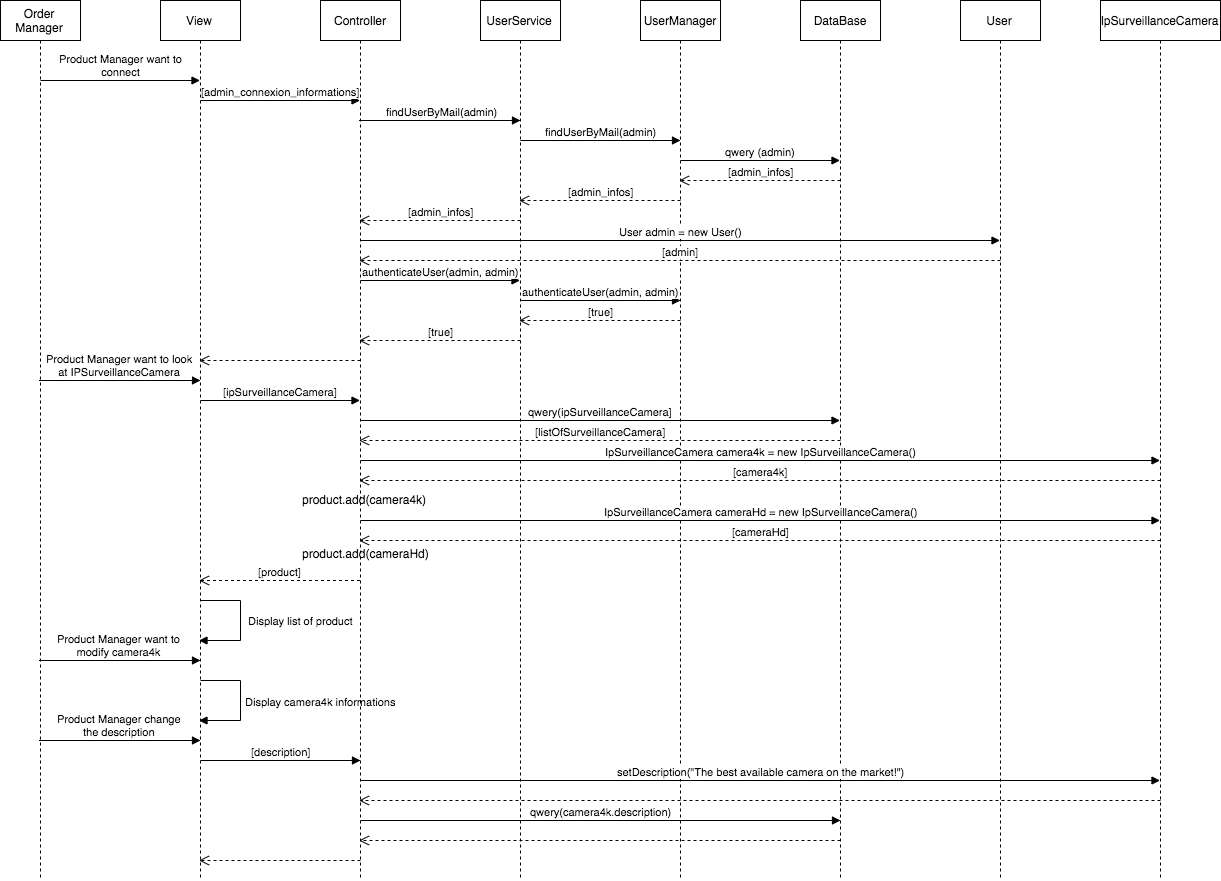 Order
Manager
View
Controller
UserService
UserManager
DataBase
User
IpSurveillanceCamera
Product Manager want to
connect
[admin_connexion_informations]
findUserByMail(admin)
findUserByMail(admin)
qwery (admin)
[admin_infos]
[admin_infos]
[admin_infos]
User admin = new User()
[admin]
authenticateUser(admin, admin)
authenticateUser(admin, admin)
[true]
[true]
Product Manager want to look
at IPSurveillanceCamera
[ipSurveillanceCamera]
qwery(ipSurveillanceCamera]
[listOfSurveillanceCamera]
IpSurveillanceCamera camera4k = new IpSurveillanceCamera()
[camera4k]
product.add(camera4k)
IpSurveillanceCamera cameraHd = new IpSurveillanceCamera()
[cameraHd]
product.add(cameraHd)
[product]
Display list of product
Product Manager want to
modify camera4k
Display camera4k informations
Product Manager change
the description
[description]
setDescription("The best available camera on the market!")
qwery(camera4k.description)